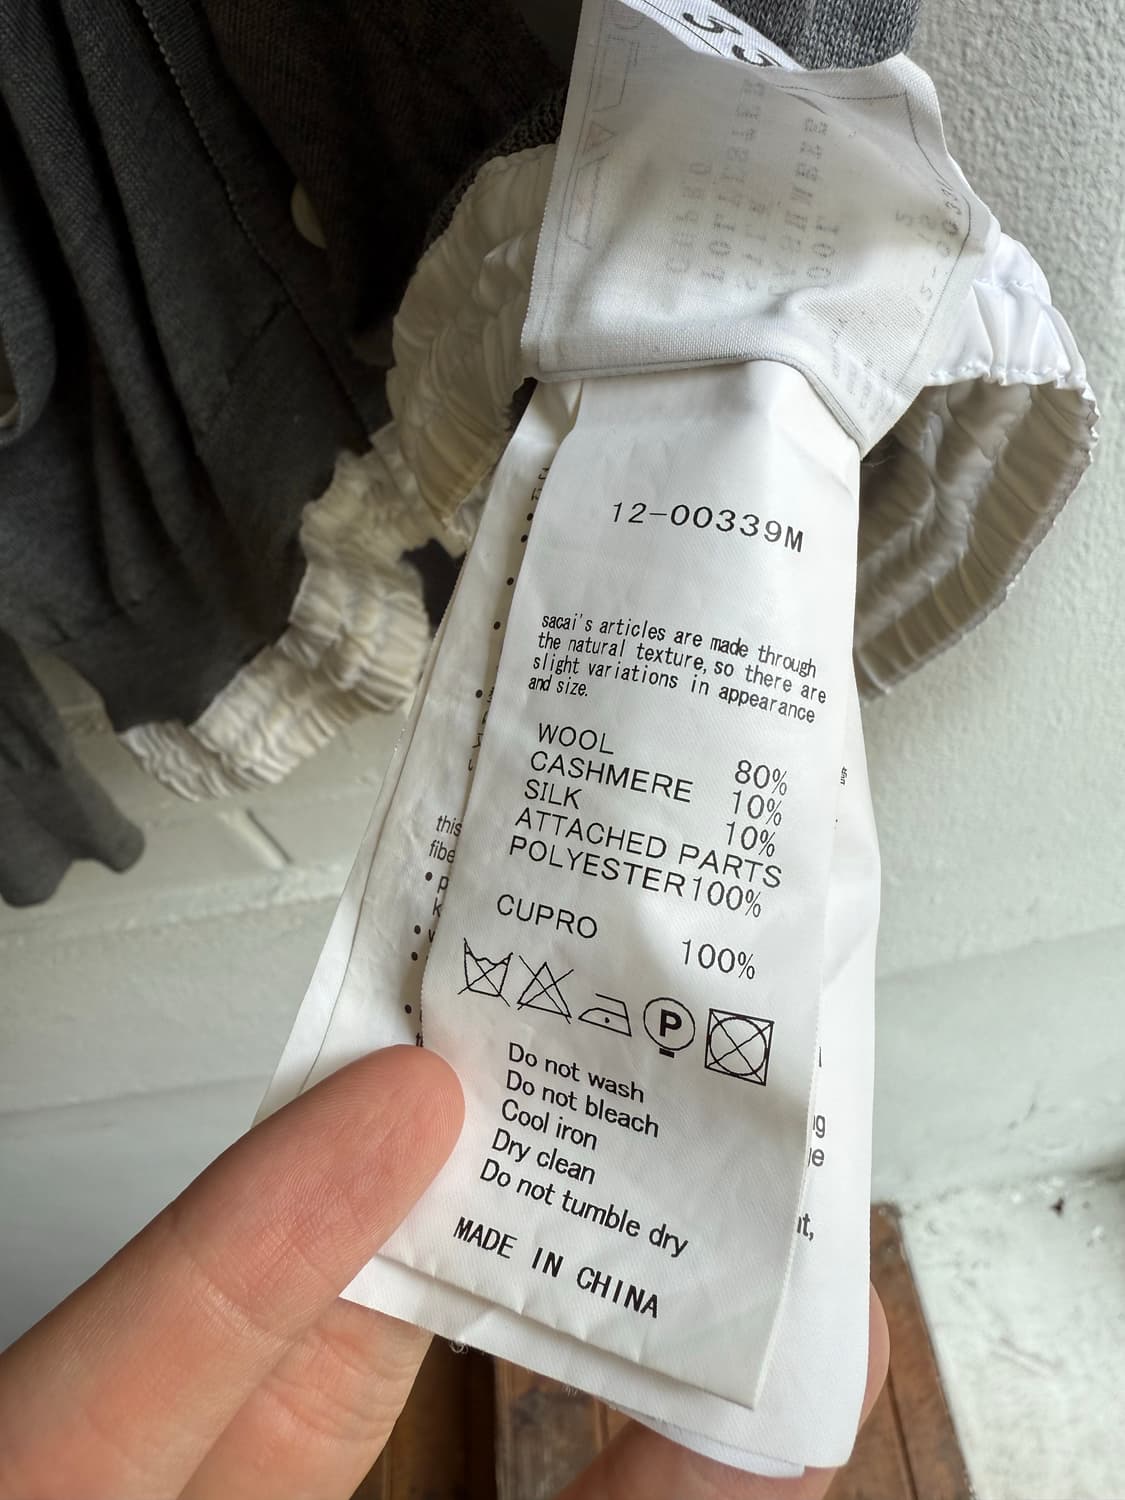 12-00339M
sacai's articles are made through
the natural texture, so there are
slight variations in appearance
and size.
WOOL 80%
CASHMERE 10%
SILK 10%
ATTACHED PARTS
POLYESTER100%
CUPRO 100%
P
Do not wash
Do not bleach
Cool iron
Dry clean
Do not tumble dry
MADE IN CHINA
this